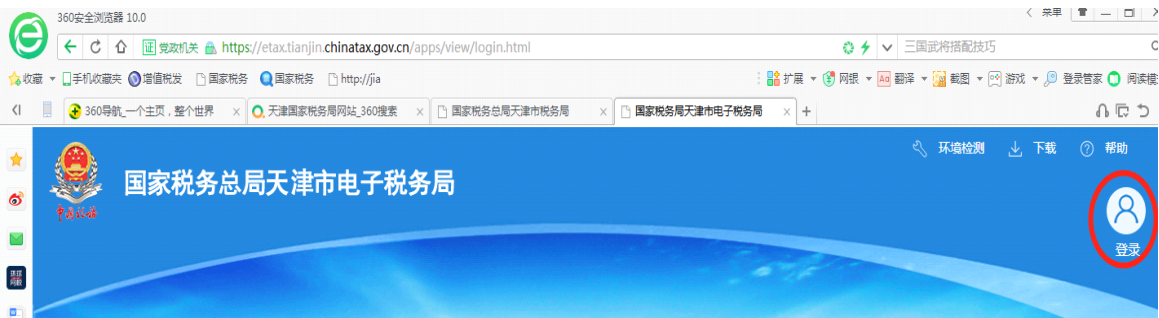 360安全浏览器 10.0
菜单
证 党政机关 https://etax.tianjin.chinatax.gov.cn/apps/view/login.html
三国武将搭配技巧
收藏 手机收藏夹 增值税发 国家税务 国家税务 http://jia
扩展 网银 翻译 截图 游戏 登录管家 阅读模
360导航_一个主页，整个世界 天津国家税务局网站_360搜索 国家税务总局天津市税务局 国家税务局天津市电子税务局
环境检测 下载 帮助
国家税务总局天津市电子税务局
中国税务
登录